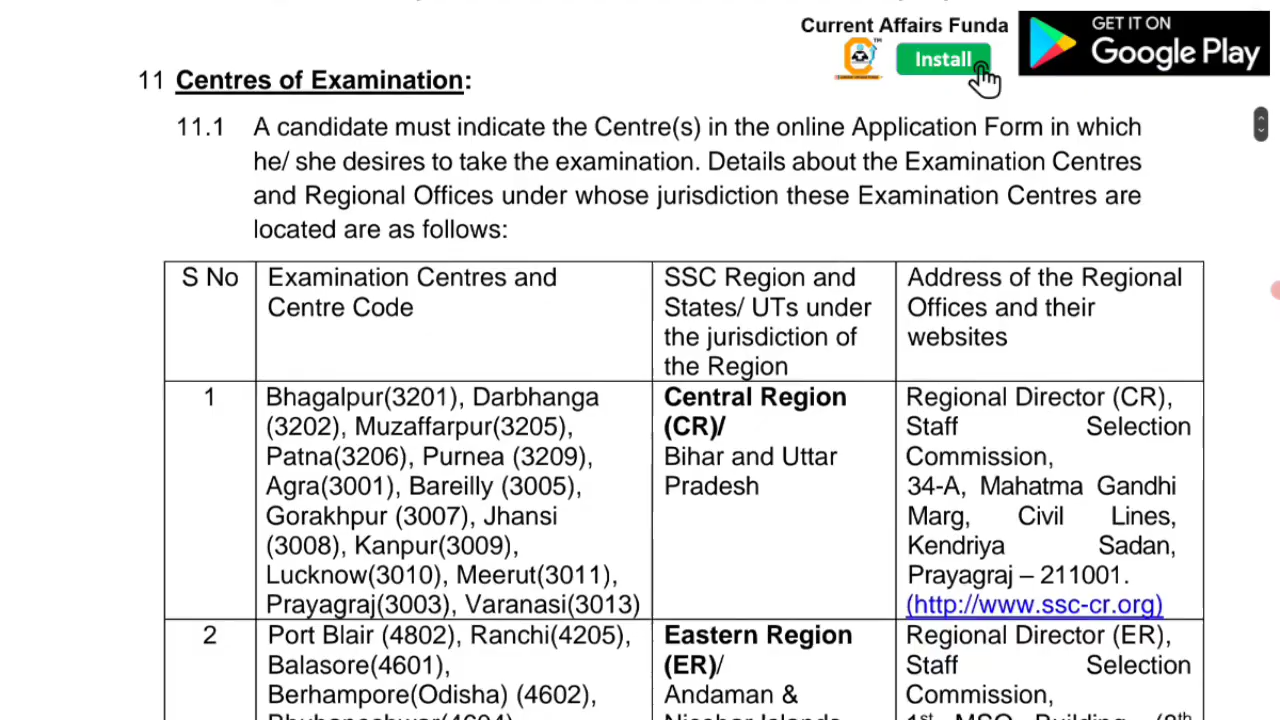 Current Affairs Funda
Install
GET IT ON
Google Play
11 Centres of Examination:
11.1 A candidate must indicate the Centre(s) in the online Application Form in which
he/ she desires to take the examination. Details about the Examination Centres
and Regional Offices under whose jurisdiction these Examination Centres are
located are as follows:
S No
Examination Centres and
Centre Code
SSC Region and
States/ UTs under
the jurisdiction of
the Region
Address of the Regional
Offices and their
websites
1
Bhagalpur(3201), Darbhanga
(3202), Muzaffarpur(3205),
Patna(3206), Purnea (3209),
Agra(3001), Bareilly (3005),
Gorakhpur (3007), Jhansi
(3008), Kanpur(3009),
Lucknow(3010), Meerut(3011),
Prayagraj(3003), Varanasi(3013)
Central Region
(CR)/
Bihar and Uttar
Pradesh
Regional Director (CR),
Staff Selection
Commission,
34-A, Mahatma Gandhi
Marg, Civil Lines,
Kendriya Sadan,
Prayagraj – 211001.
(http://www.ssc-cr.org)
2
Port Blair (4802), Ranchi(4205),
Balasore(4601),
Berhampore(Odisha) (4602),
Eastern Region
(ER)/
Andaman &
Regional Director (ER),
Staff Selection
Commission,